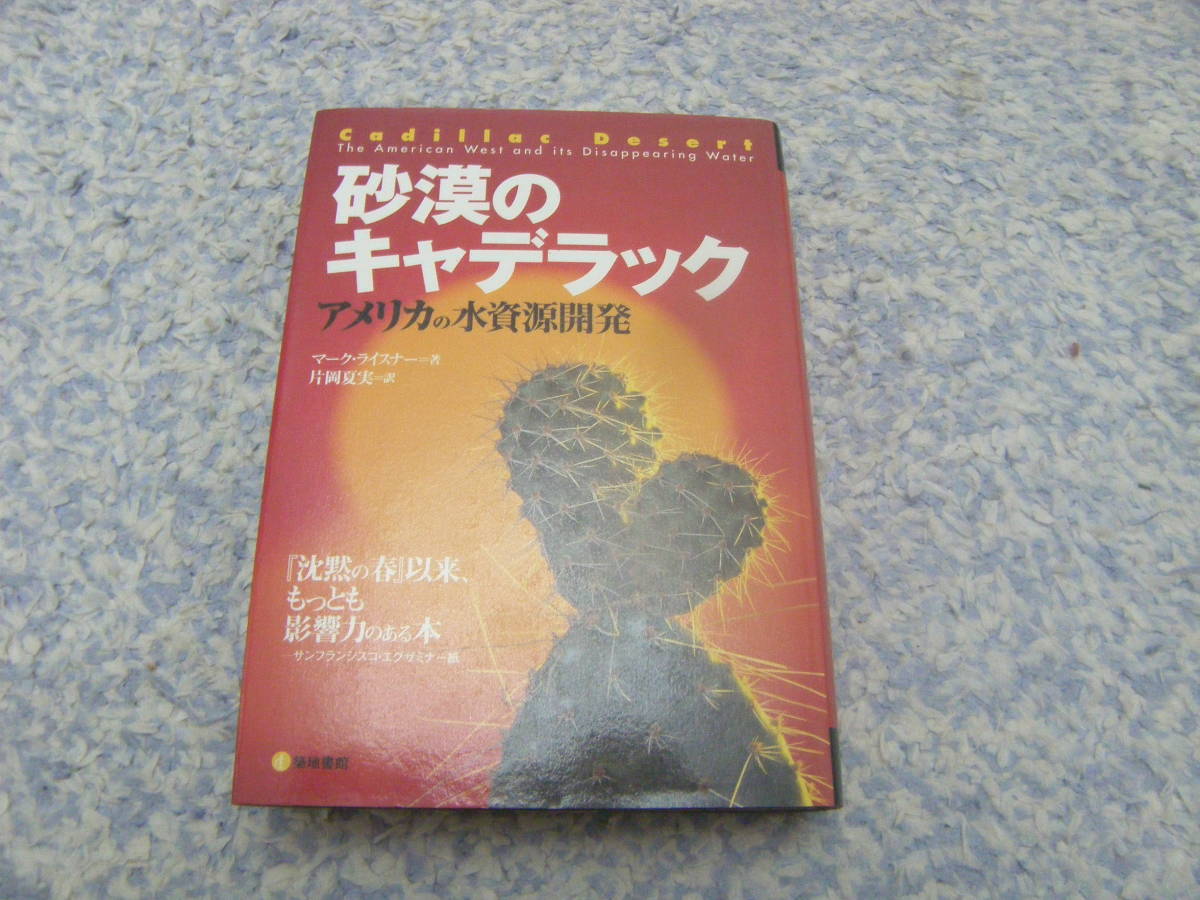 Cadillac Desert
The American West and its Disappearing Water
砂漠の
キャデラック
アメリカの水資源開発
マーク・ライスナー=著
片岡夏実=訳
『沈黙の春』以来、
もっとも
影響力のある本
―サンフランシスコ・エグザミナー紙
築地書館